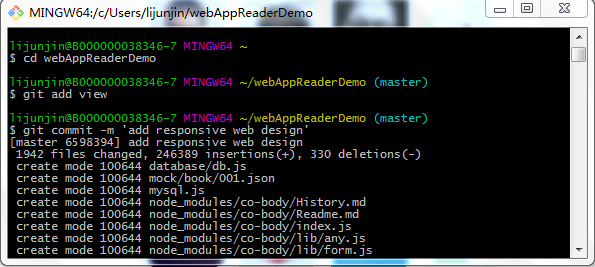 MINGW64:/c/Users/lijunjin/webAppReaderDemo
lijunjin@B000000038346-7 MINGW64 ~
$ cd webAppReaderDemo
lijunjin@B000000038346-7 MINGW64 ~/webAppReaderDemo (master)
$ git add view
lijunjin@B000000038346-7 MINGW64 ~/webAppReaderDemo (master)
$ git commit -m 'add responsive web design'
[master 6598394] add responsive web design
 1942 files changed, 246389 insertions(+), 330 deletions(-)
 create mode 100644 database/db.js
 create mode 100644 mock/book/001.json
 create mode 100644 mysql.js
 create mode 100644 node_modules/co-body/History.md
 create mode 100644 node_modules/co-body/Readme.md
 create mode 100644 node_modules/co-body/index.js
 create mode 100644 node_modules/co-body/lib/any.js
 create mode 100644 node_modules/co-body/lib/form.js